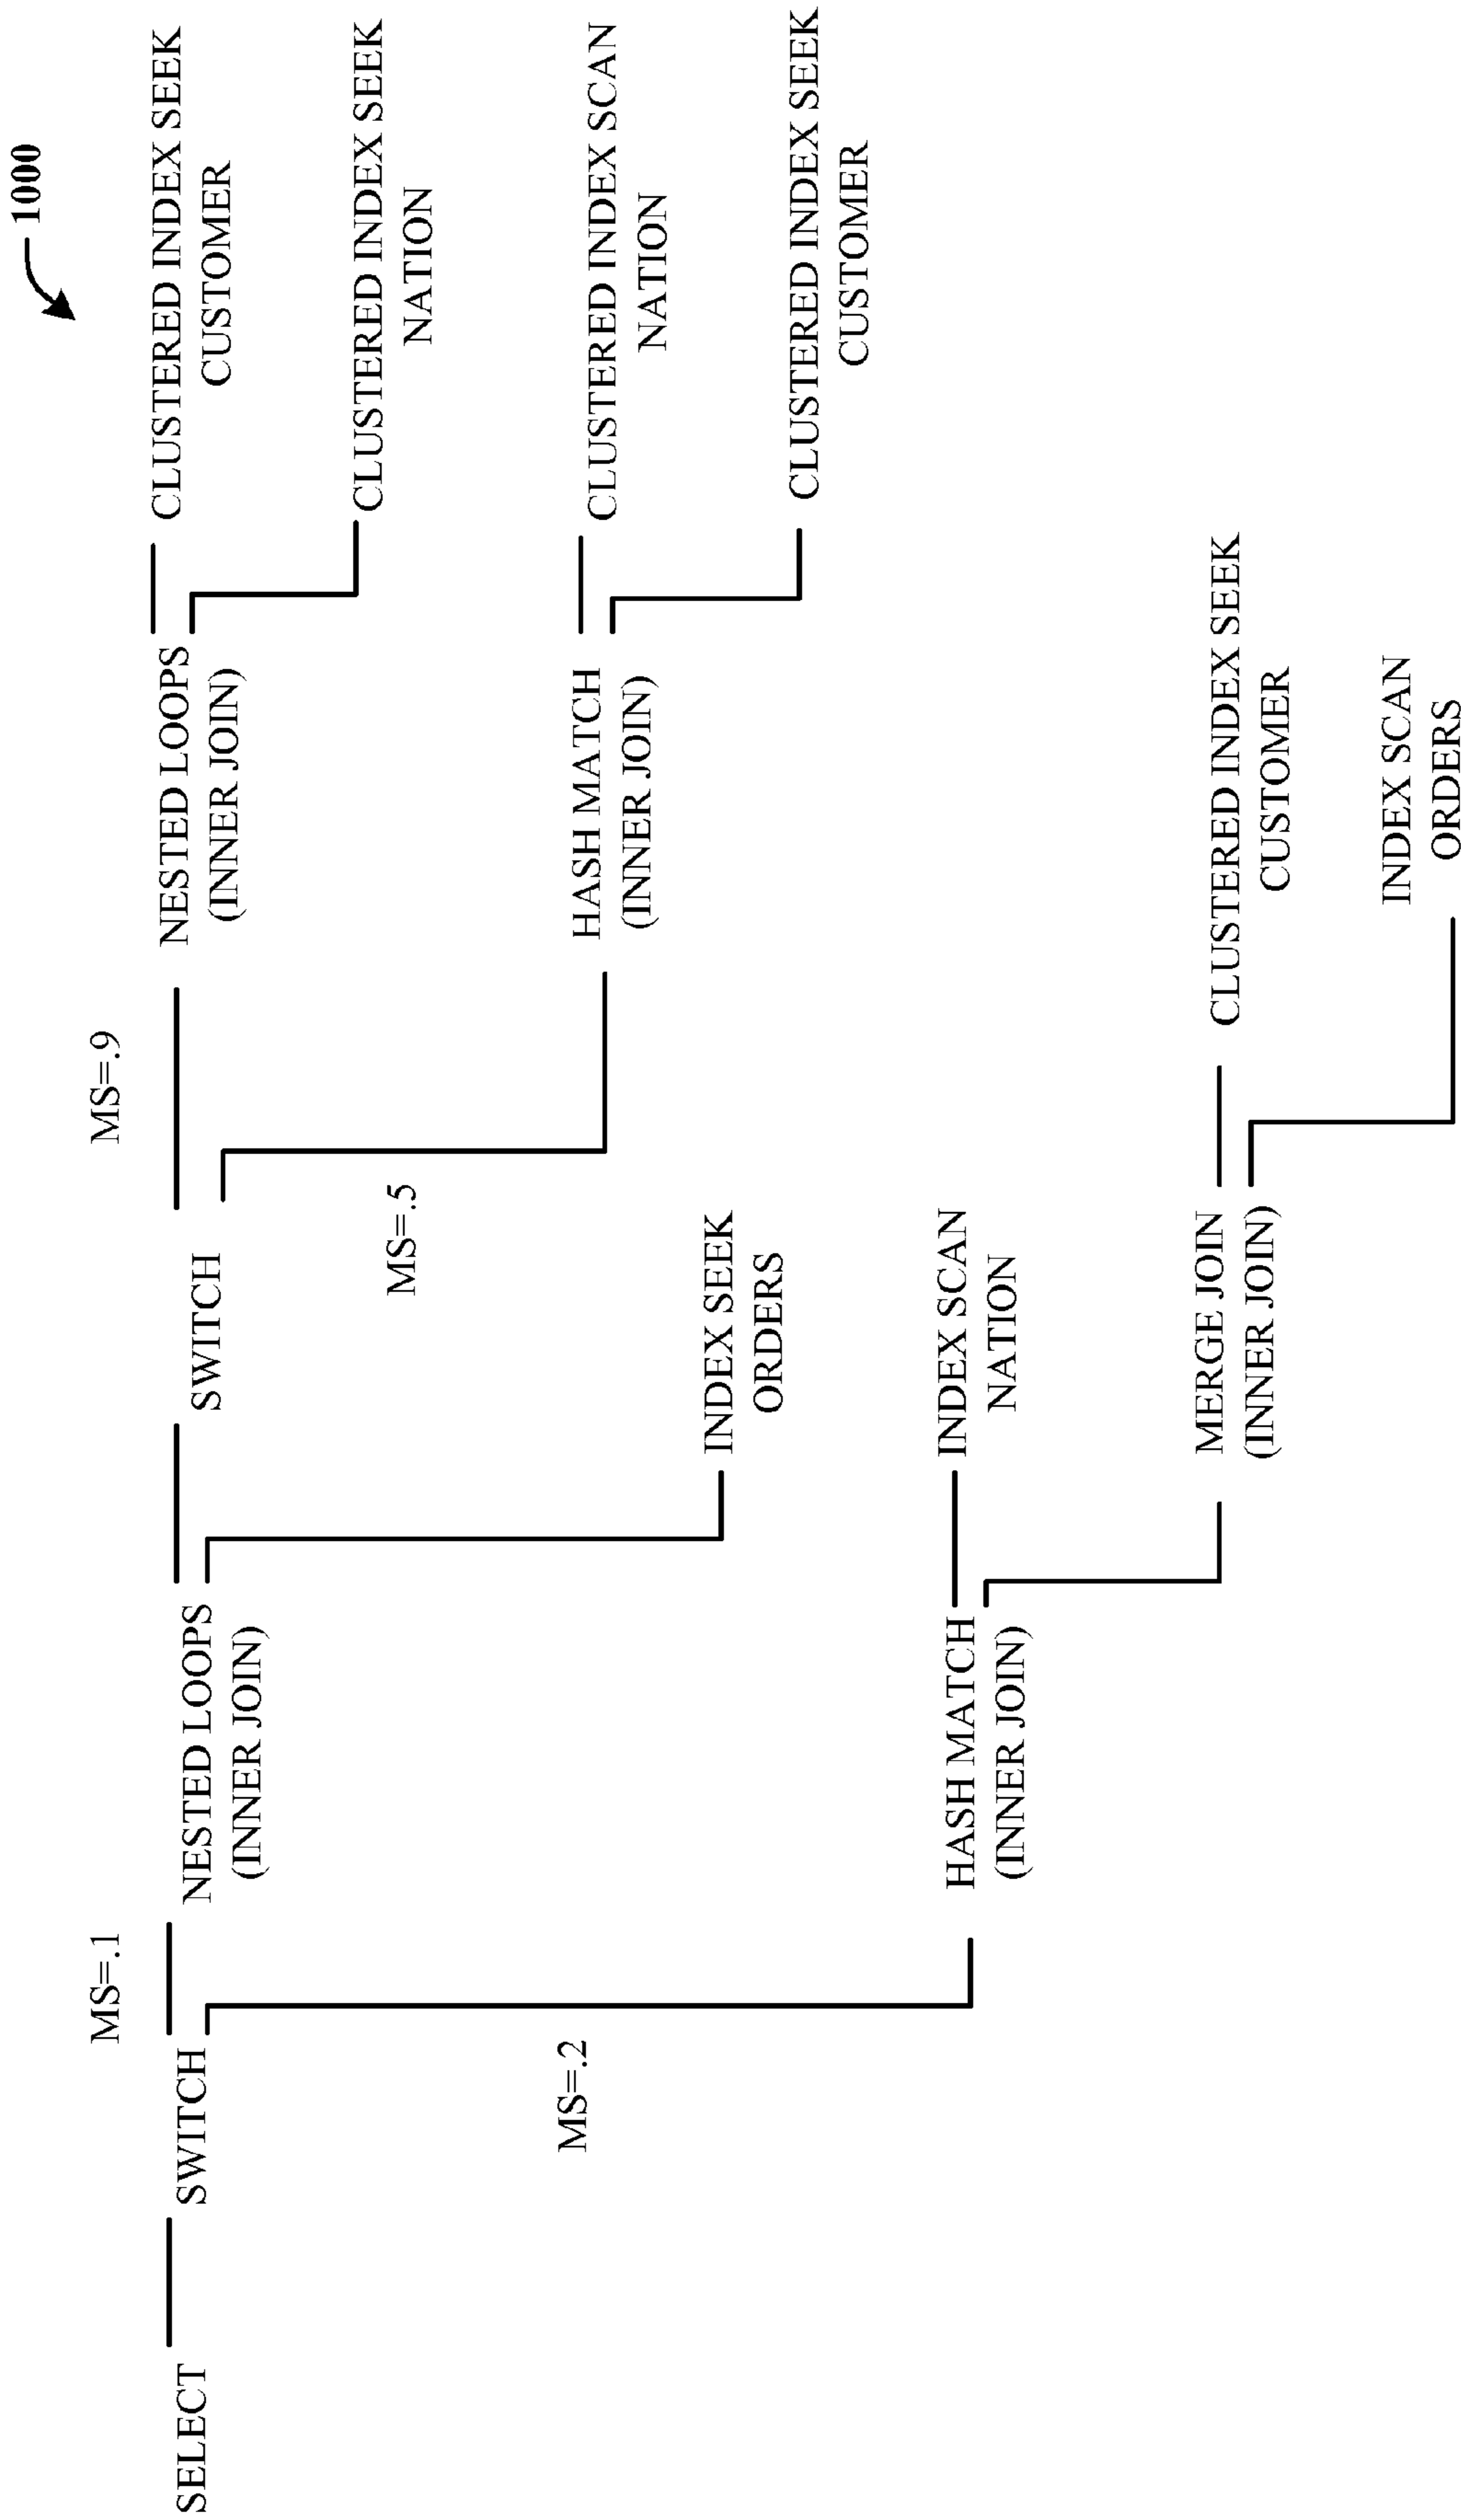 1000
SELECT
SWITCH
MS=.1
MS=.2
NESTED LOOPS
(INNER JOIN)
SWITCH
MS=.9
MS=.5
NESTED LOOPS
(INNER JOIN)
CLUSTERED INDEX SEEK
CUSTOMER
CLUSTERED INDEX SEEK
NATION
HASH MATCH
(INNER JOIN)
CLUSTERED INDEX SCAN
NATION
CLUSTERED INDEX SEEK
CUSTOMER
INDEX SEEK
ORDERS
HASH MATCH
(INNER JOIN)
INDEX SCAN
NATION
MERGE JOIN
(INNER JOIN)
CLUSTERED INDEX SEEK
CUSTOMER
INDEX SCAN
ORDERS